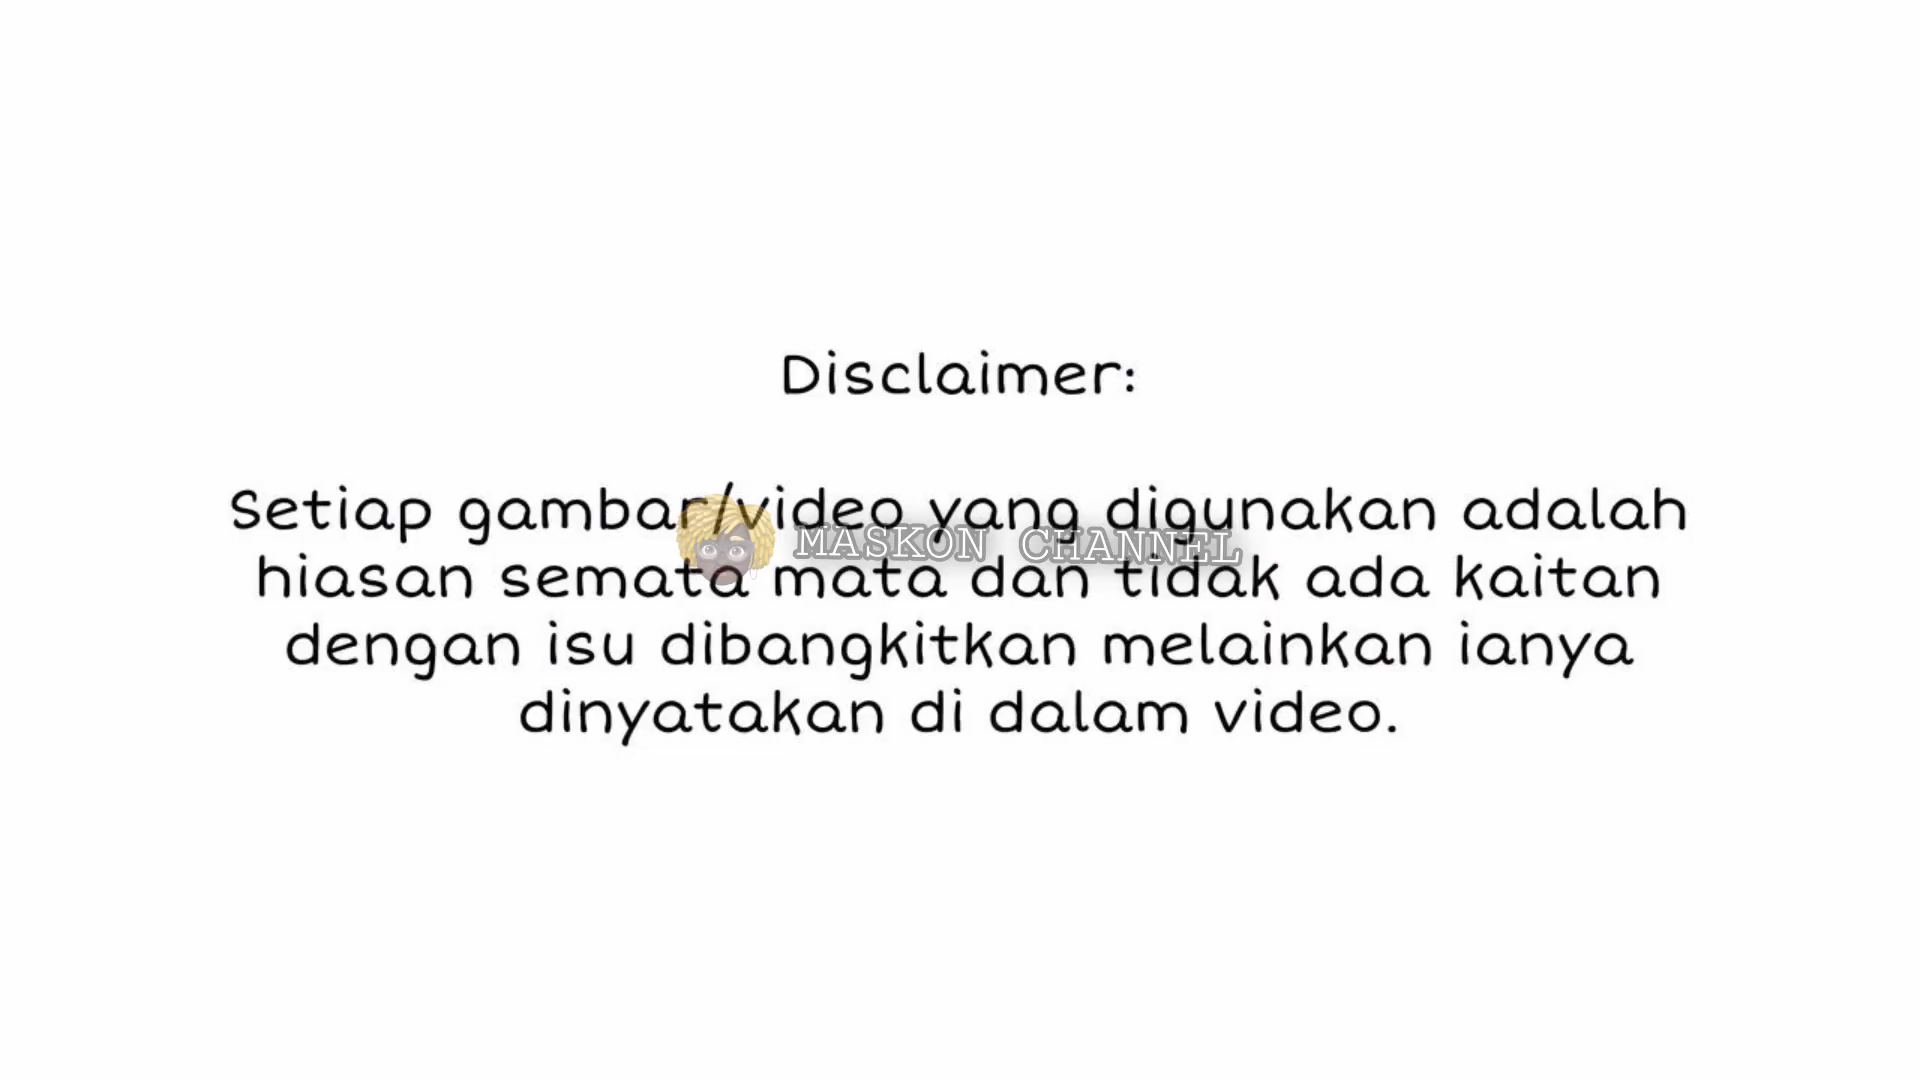 Disclaimer:
Setiap gambar/video yang digunakan adalah
MASKON CHANNEL
hiasan semata mata dan tidak ada kaitan
dengan isu dibangkitkan melainkan ianya
dinyatakan di dalam video.